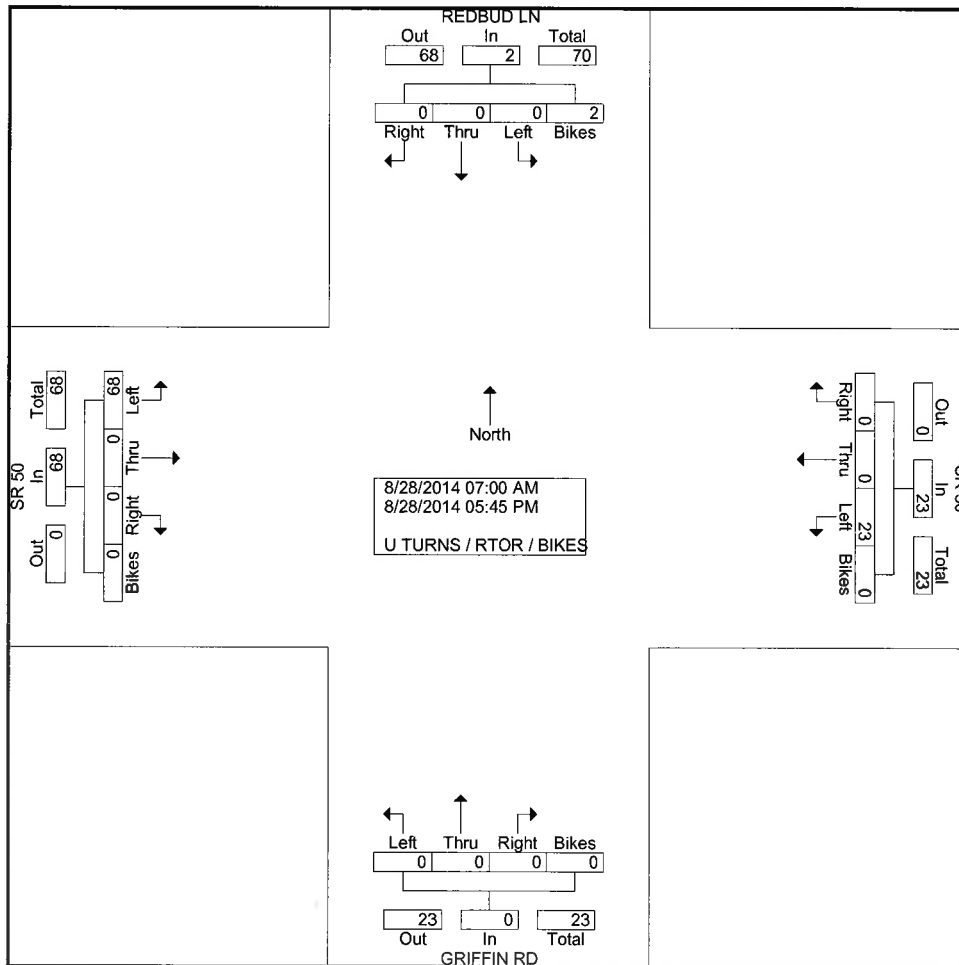 REDBUD LN
Out In Total
68 2 70
0 0 0 2
Right Thru Left Bikes
North
8/28/2014 07:00 AM
8/28/2014 05:45 PM
U TURNS / RTOR / BIKES
SR 50
Out In Total
0 68 68
Left Thru Right Bikes
68 0 0 0
Out In Total
0 23 23
Right Thru Left Bikes
0 0 23 0
Left Thru Right Bikes
0 0 0 0
23 0 23
Out In Total
GRIFFIN RD